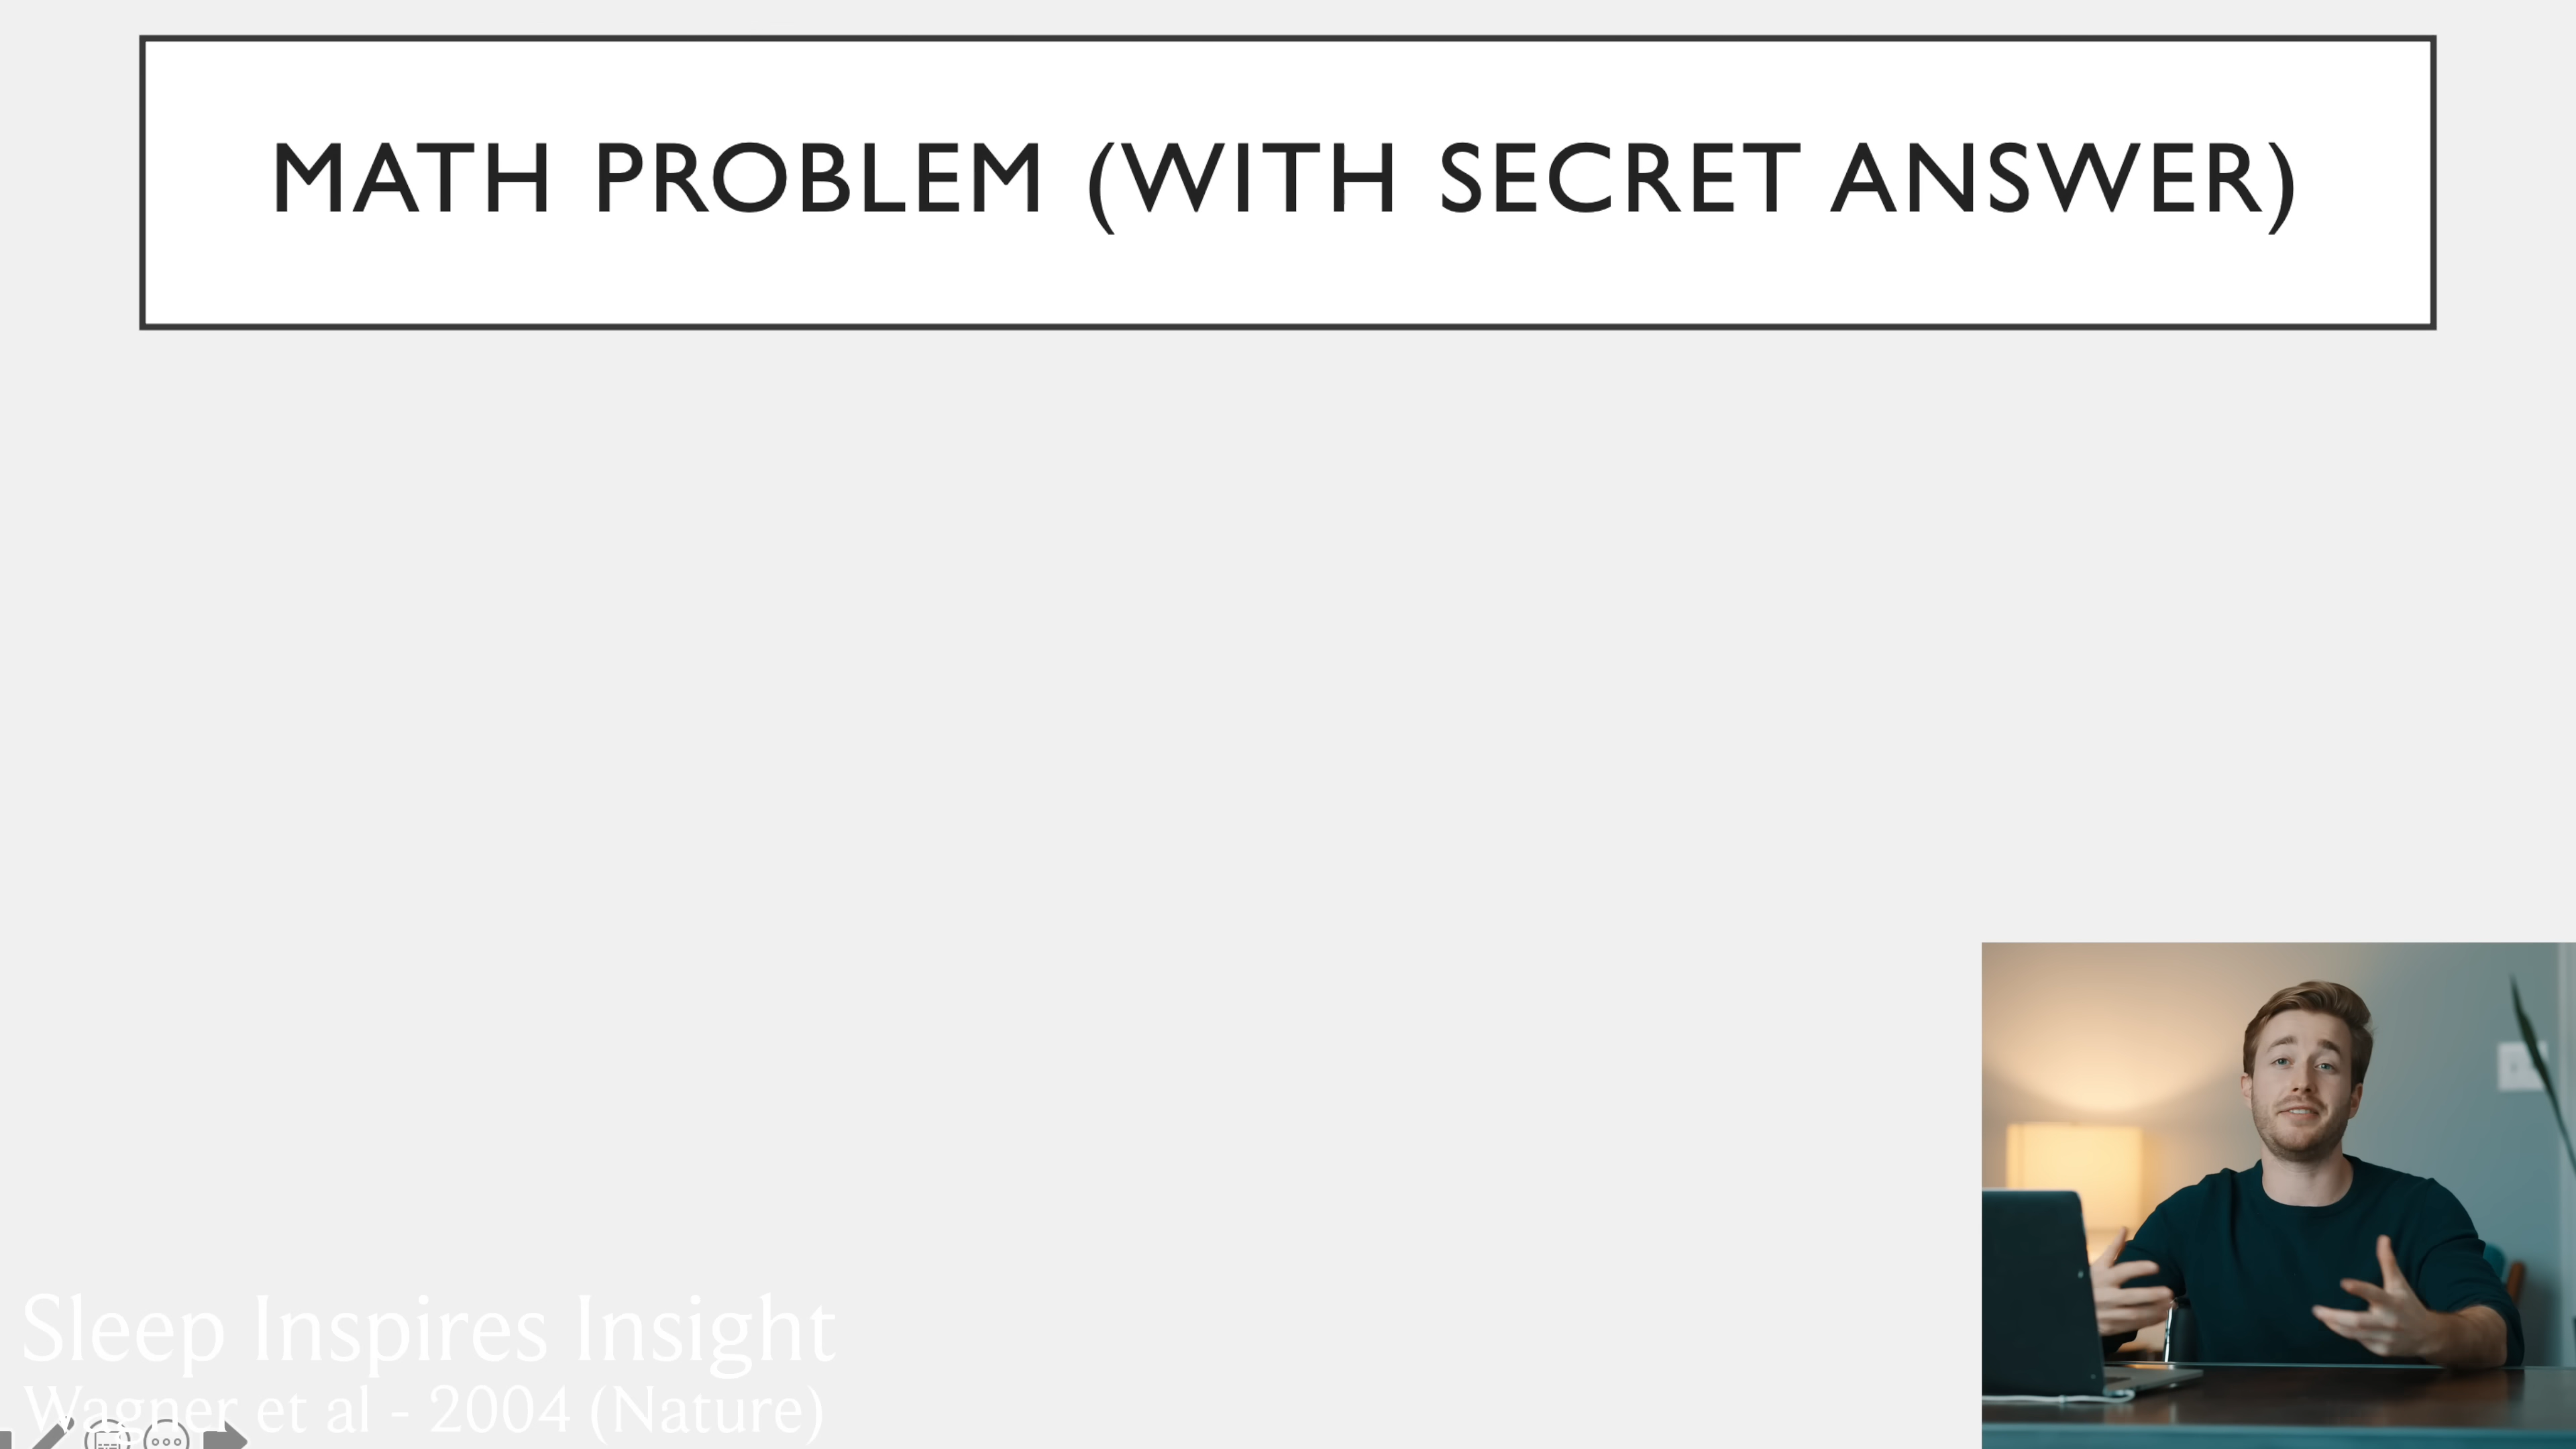 MATH PROBLEM (WITH SECRET ANSWER)
Sleep Inspires Insight
Wagner et al - 2004 (Nature)